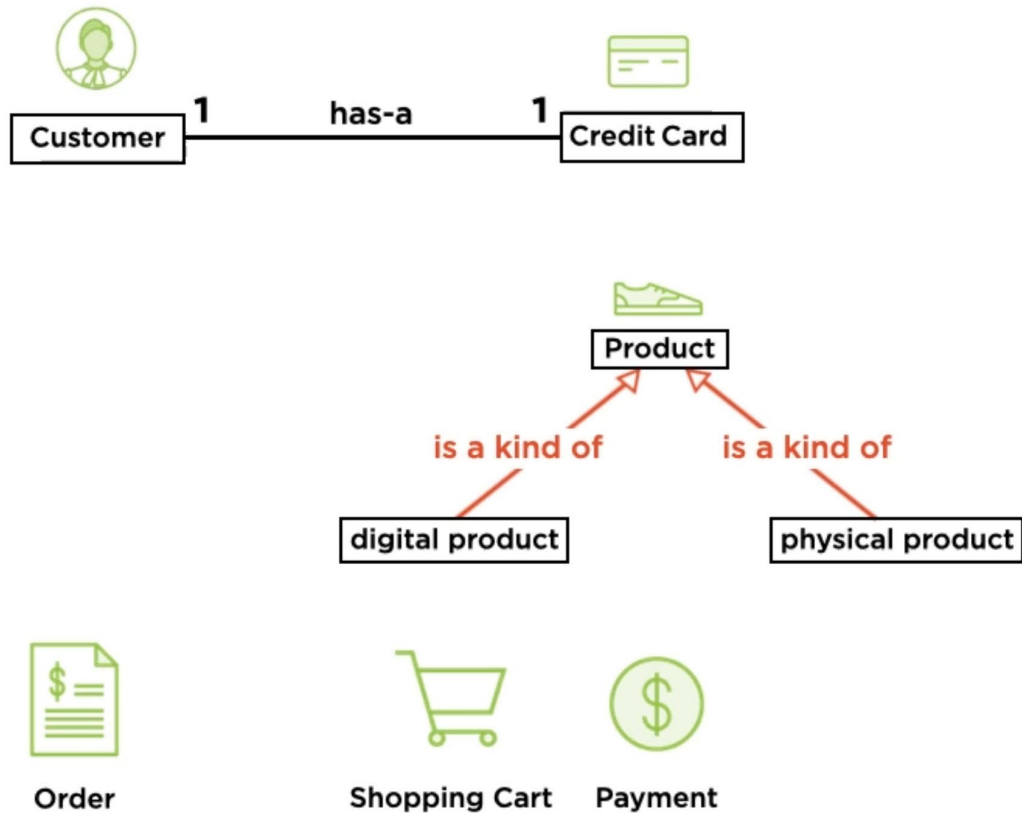 1 has-a 1
Customer Credit Card
Product
is a kind of is a kind of
digital product physical product
$ $
Order Shopping Cart Payment